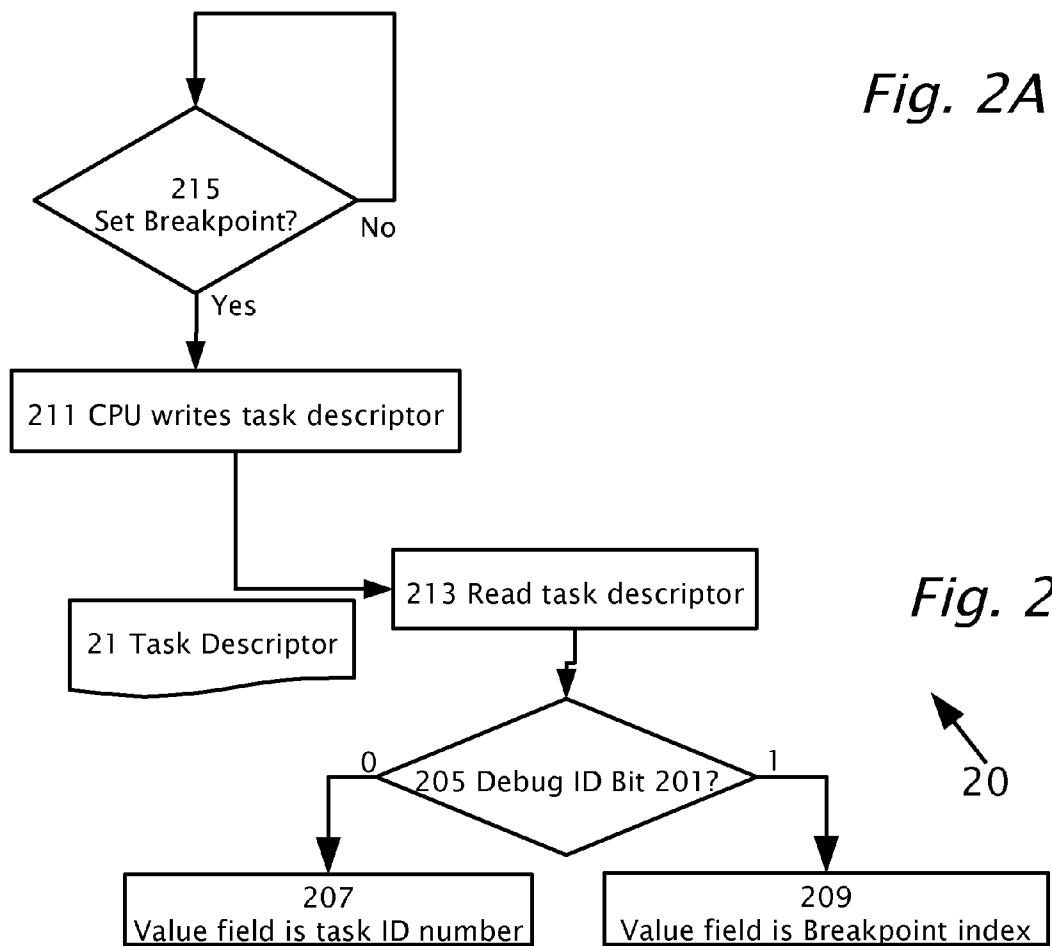 Fig. 2A
215
Set Breakpoint?
No
Yes
211 CPU writes task descriptor
213 Read task descriptor
Fig. 2
21 Task Descriptor
20
0
205 Debug ID Bit 201?
1
207
Value field is task ID number
209
Value field is Breakpoint index